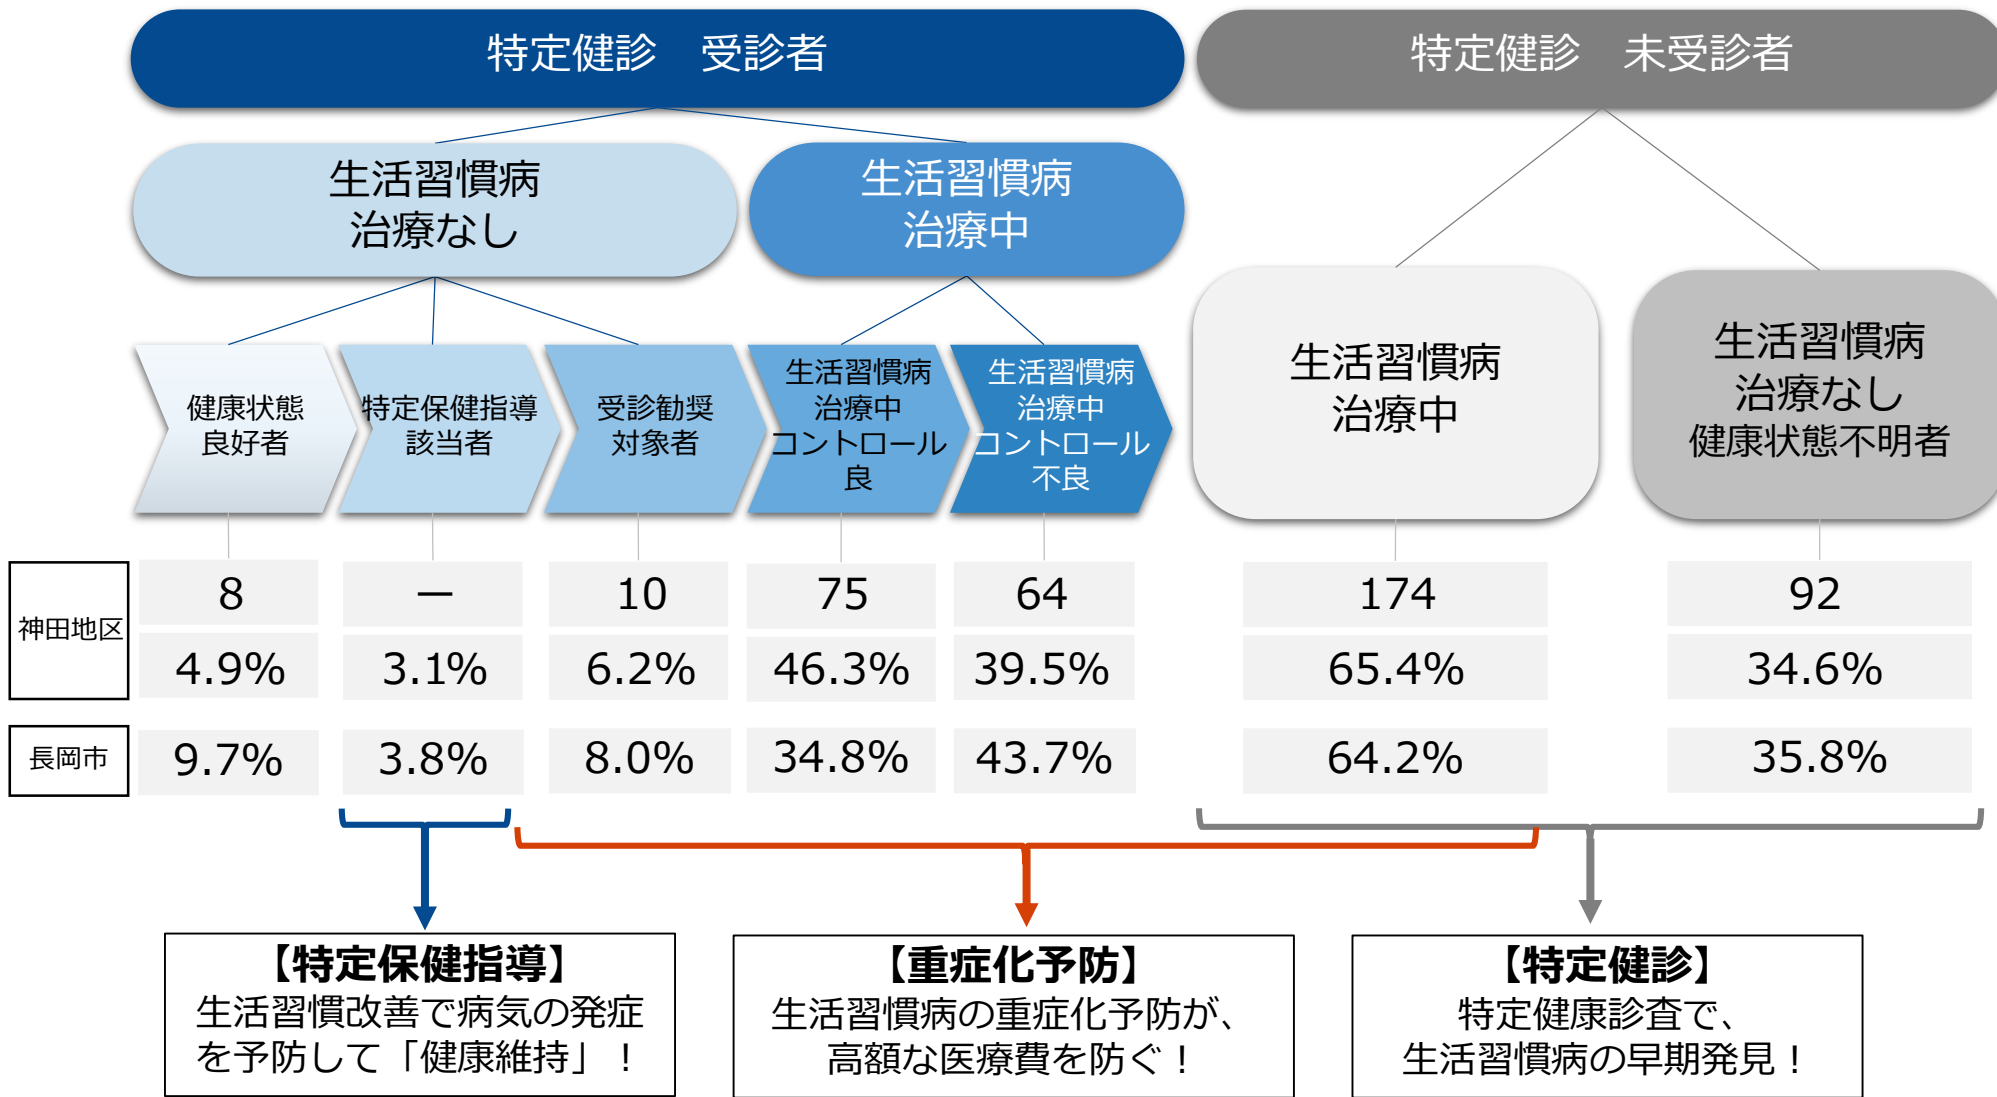 特定健診　受診者
特定健診　未受診者
生活習慣病
治療なし
生活習慣病
治療中
健康状態
良好者
特定保健指導
該当者
受診勧奨
対象者
生活習慣病
治療中
コントロール
良
生活習慣病
治療中
コントロール
不良
生活習慣病
治療中
生活習慣病
治療なし
健康状態不明者
神田地区
8
－
10
75
64
174
92
4.9%
3.1%
6.2%
46.3%
39.5%
65.4%
34.6%
長岡市
9.7%
3.8%
8.0%
34.8%
43.7%
64.2%
35.8%
【特定保健指導】
生活習慣改善で病気の発症
を予防して「健康維持」！
【重症化予防】
生活習慣病の重症化予防が、
高額な医療費を防ぐ！
【特定健診】
特定健康診査で、
生活習慣病の早期発見！